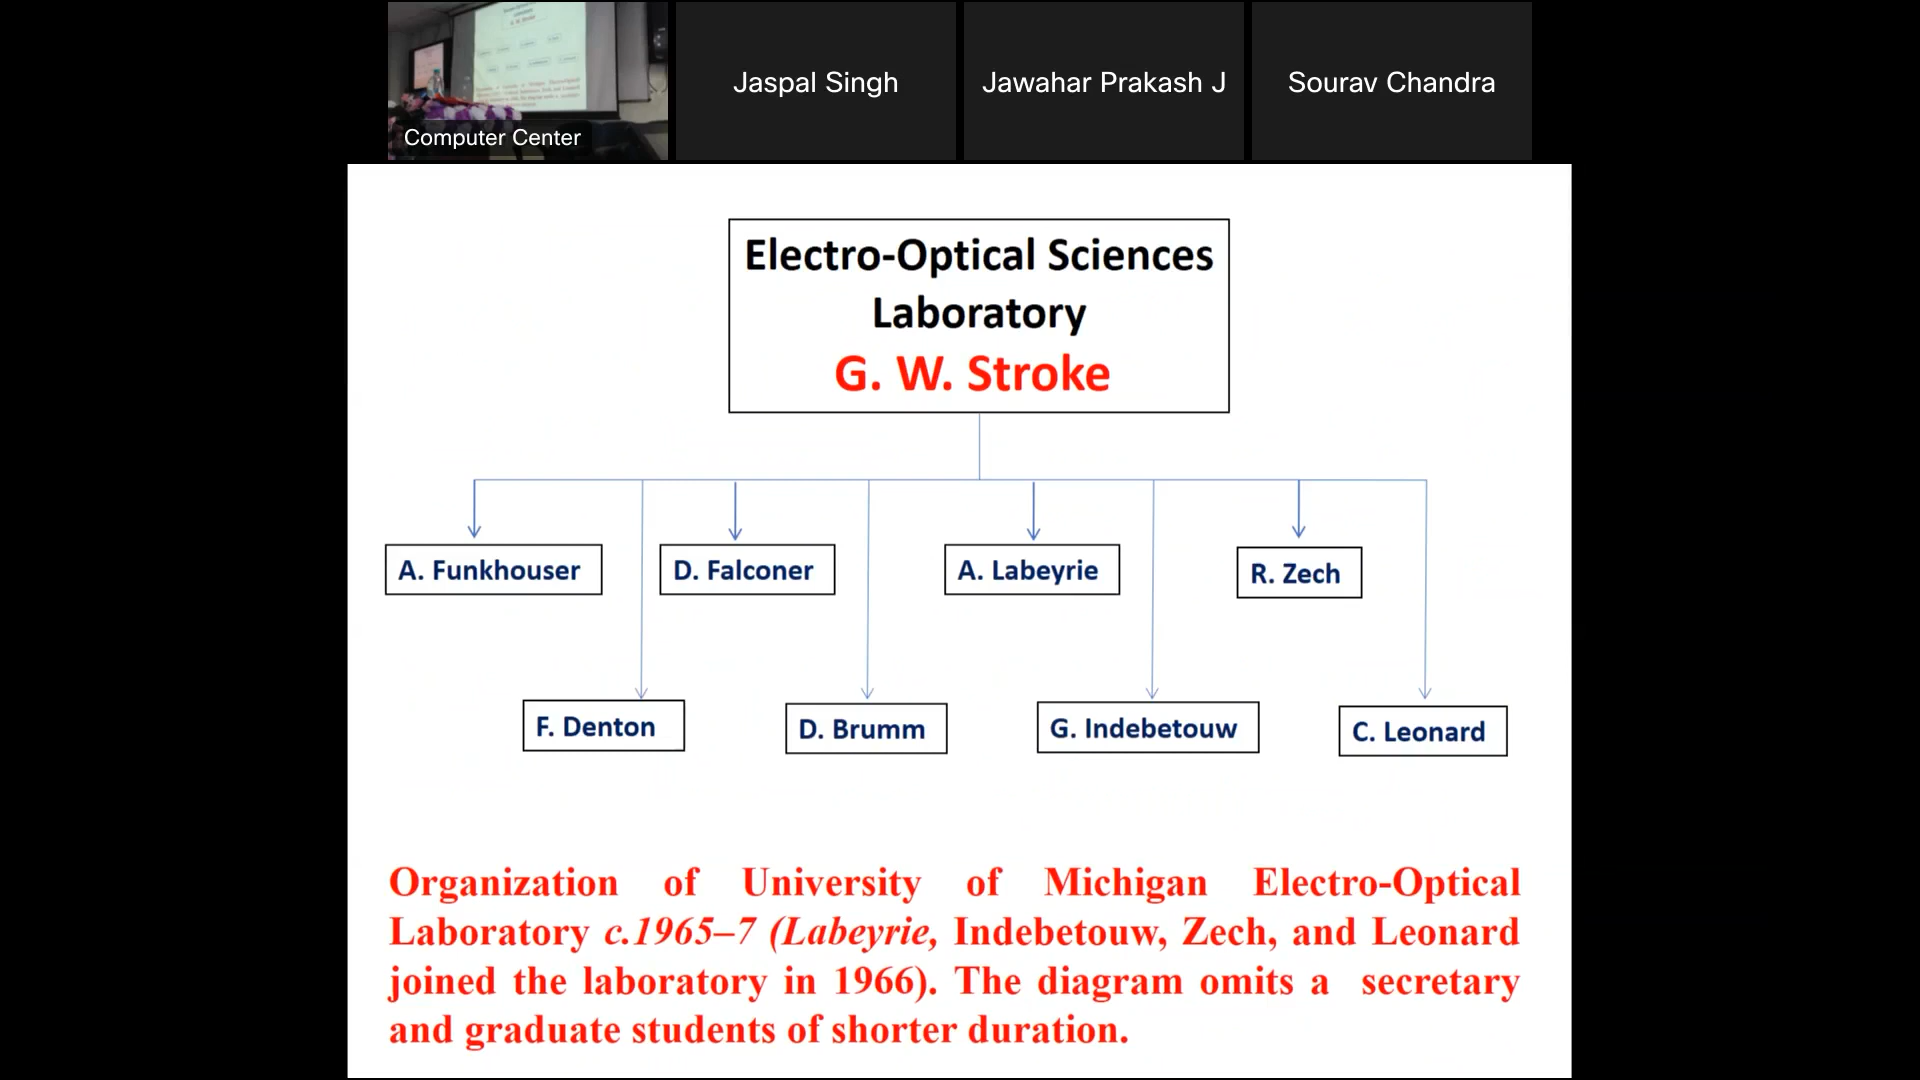 Jaspal Singh
Jawahar Prakash J
Sourav Chandra
Computer Center
Electro-Optical Sciences
Laboratory
G. W. Stroke
A. Funkhouser
D. Falconer
A. Labeyrie
R. Zech
F. Denton
D. Brumm
G. Indebetouw
C. Leonard
Organization of University of Michigan Electro-Optical
Laboratory c.1965–7 (Labeyrie, Indebetouw, Zech, and Leonard
joined the laboratory in 1966). The diagram omits a secretary
and graduate students of shorter duration.